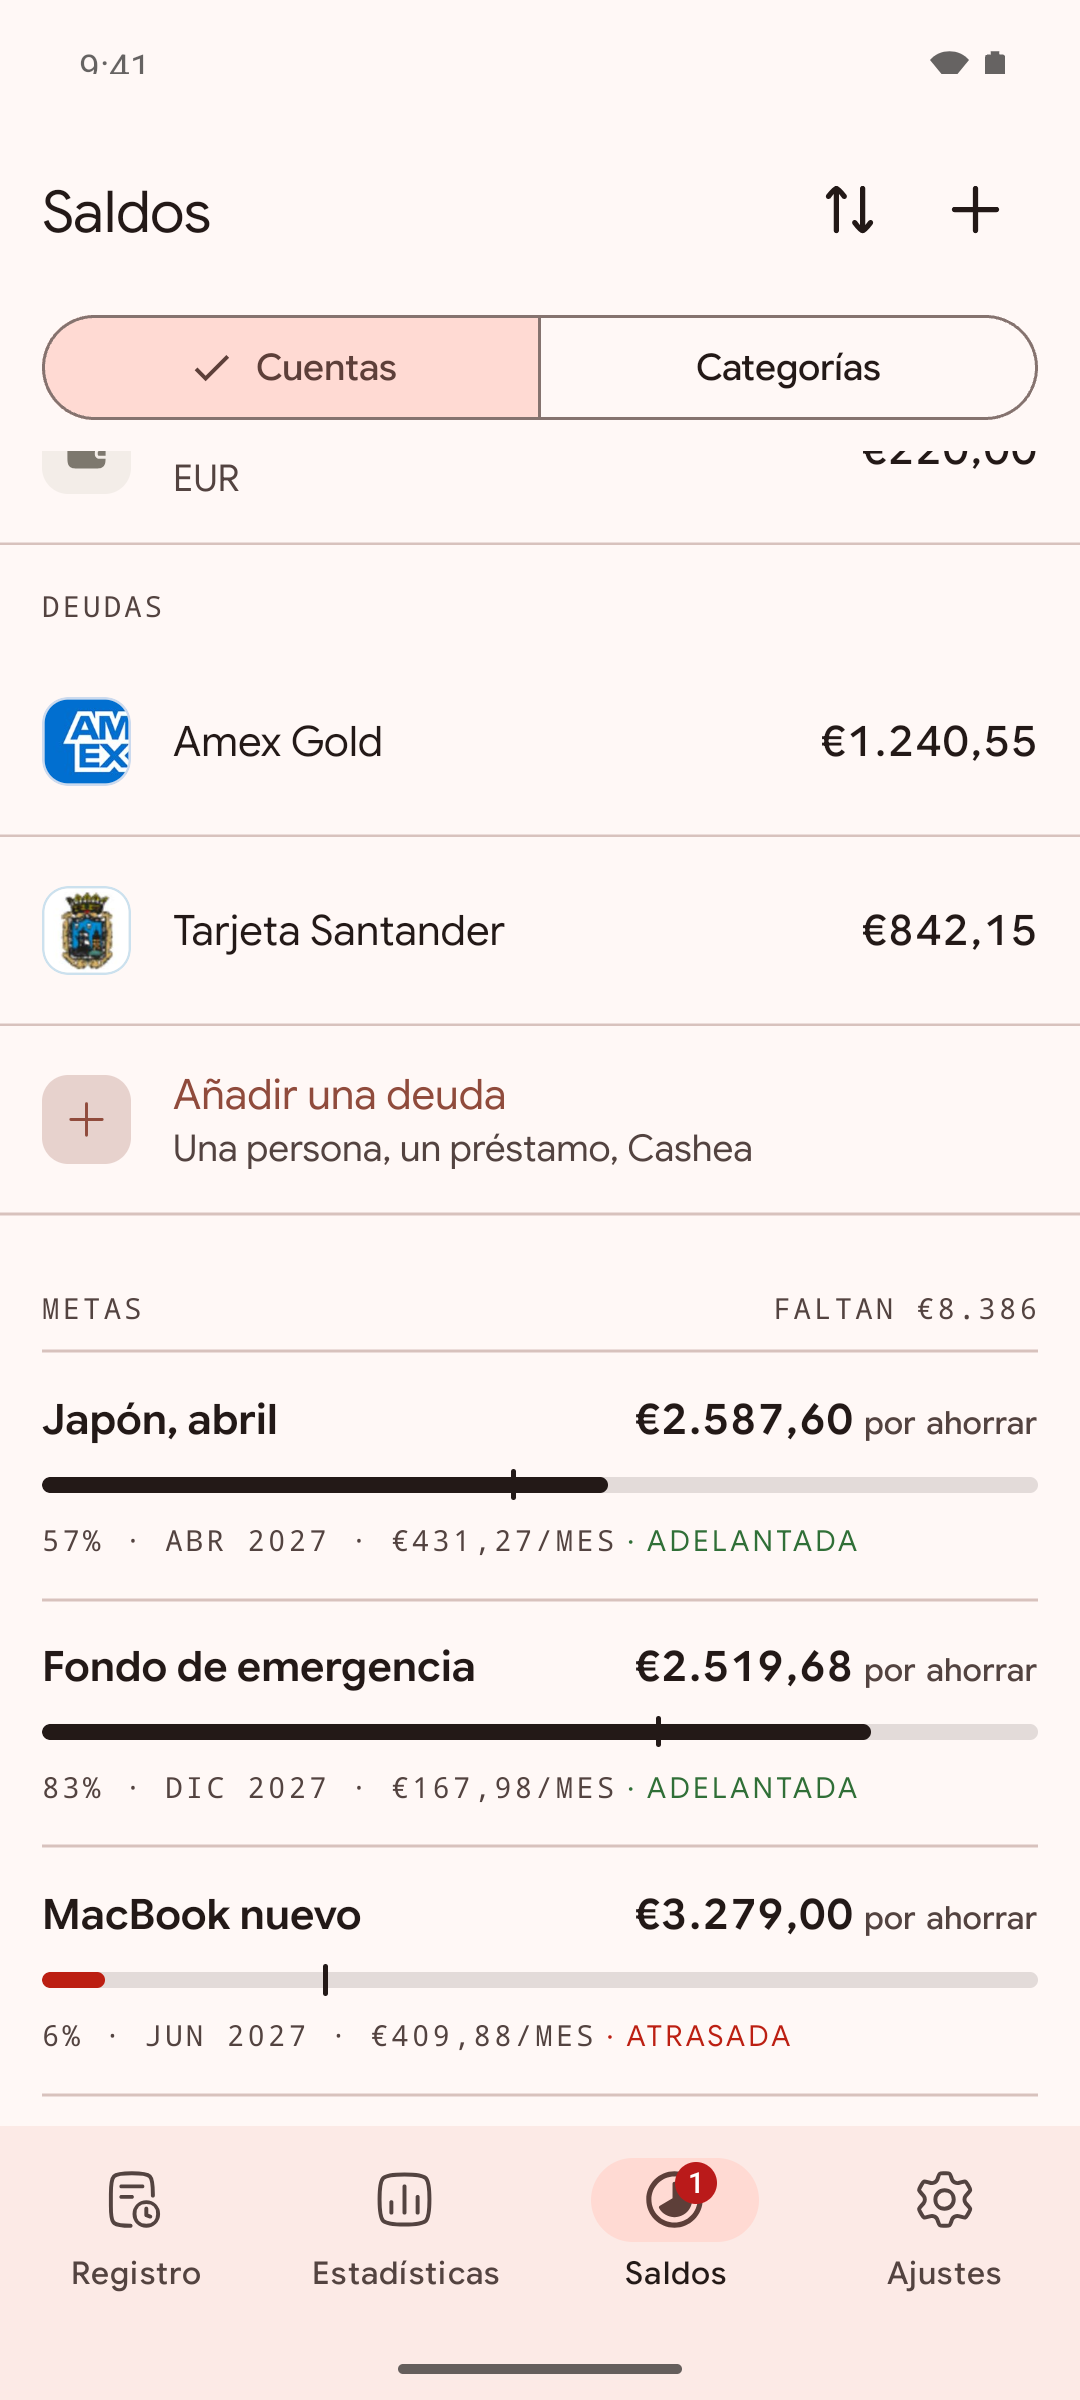 9:41
Saldos
Cuentas
Categorías
€220,00
EUR
DEUDAS
AM
EX
Amex Gold
€1.240,55
Tarjeta Santander
€842,15
Añadir una deuda
Una persona, un préstamo, Cashea
METAS
FALTAN €8.386
Japón, abril
€2.587,60 por ahorrar
57% · ABR 2027 · €431,27/MES · ADELANTADA
Fondo de emergencia
€2.519,68 por ahorrar
83% · DIC 2027 · €167,98/MES · ADELANTADA
MacBook nuevo
€3.279,00 por ahorrar
6% · JUN 2027 · €409,88/MES · ATRASADA
1
Registro
Estadísticas
Saldos
Ajustes